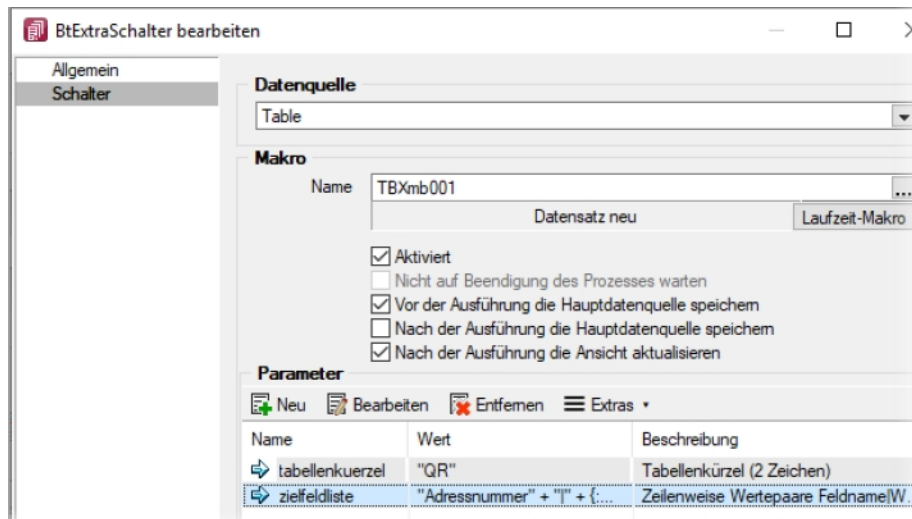 BtExtraSchalter bearbeiten
Allgemein
Schalter
Datenquelle
Table
Makro
Name TBXmb001 ...
Datensatz neu Laufzeit-Makro
Aktiviert
Nicht auf Beendigung des Prozesses warten
Vor der Ausführung die Hauptdatenquelle speichern
Nach der Ausführung die Hauptdatenquelle speichern
Nach der Ausführung die Ansicht aktualisieren
Parameter
Neu Bearbeiten Entfernen Extras
Name Wert Beschreibung
tabellenkuerzel "QR" Tabellenkürzel (2 Zeichen)
zielfeldliste "Adressnummer" + "|" + {:... Zeilenweise Wertepaare Feldname|W...